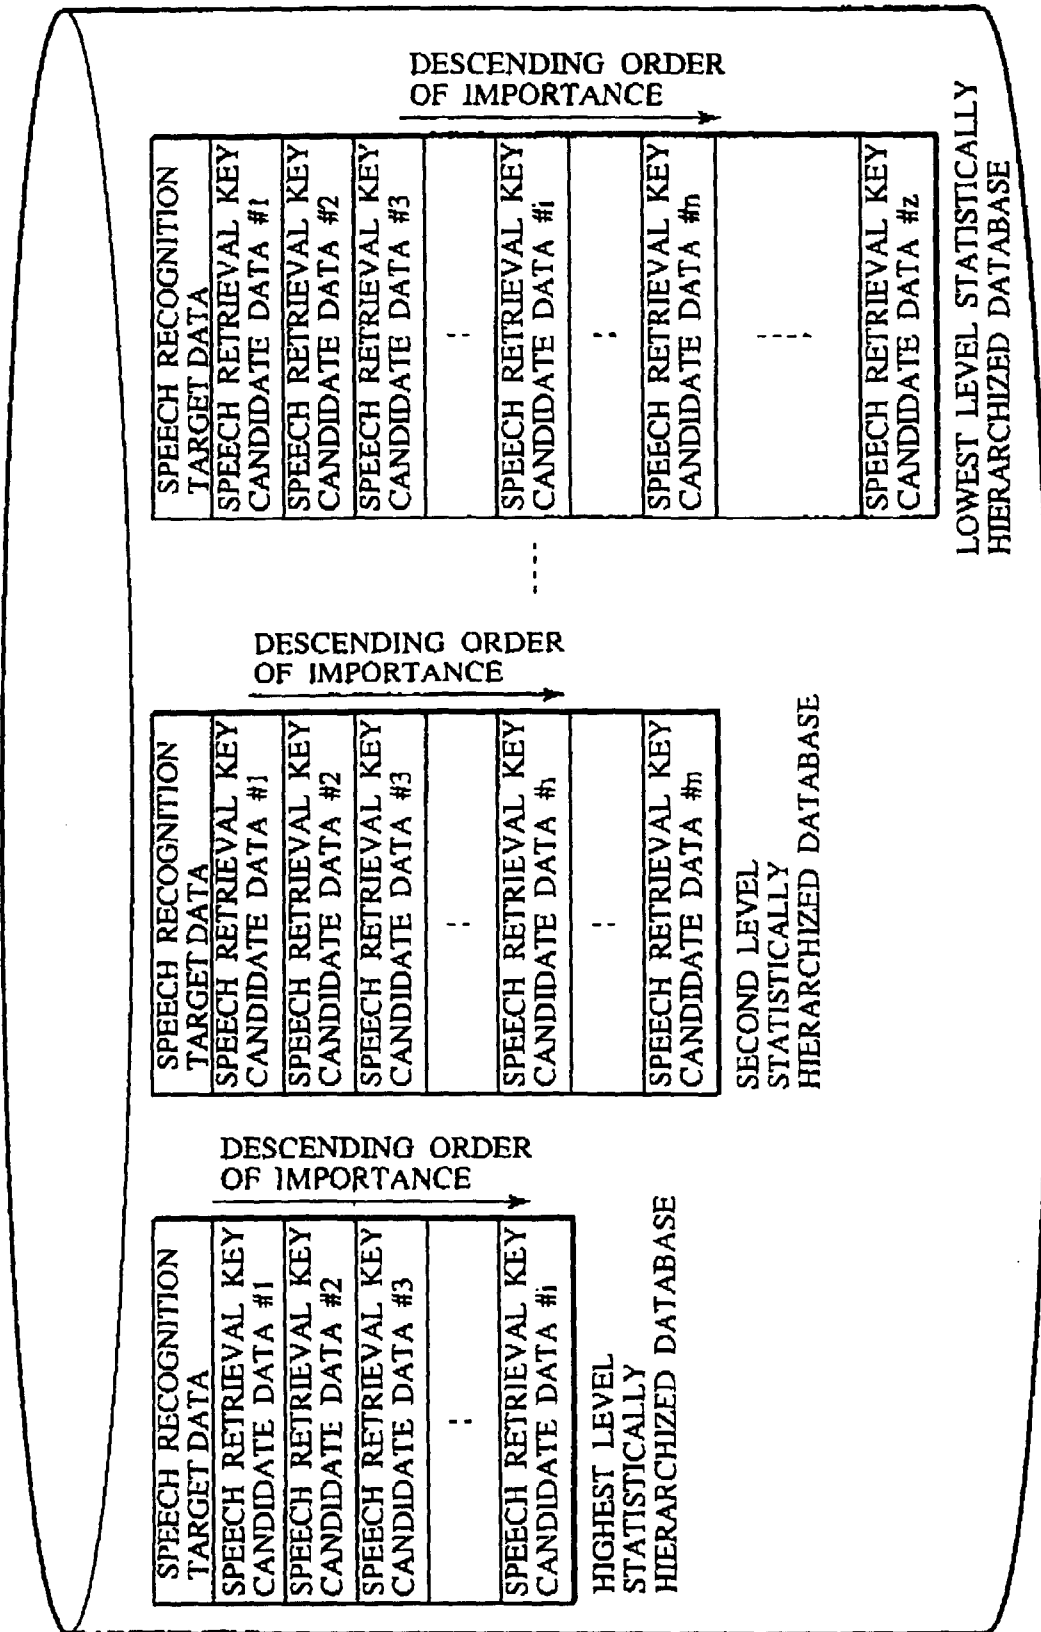 DESCENDING ORDER
OF IMPORTANCE
SPEECH RECOGNITION
TARGET DATA
SPEECH RETRIEVAL KEY
CANDIDATE DATA #1
SPEECH RETRIEVAL KEY
CANDIDATE DATA #2
SPEECH RETRIEVAL KEY
CANDIDATE DATA #3
SPEECH RETRIEVAL KEY
CANDIDATE DATA #i
HIGHEST LEVEL
STATISTICALLY
HIERARCHIZED DATABASE
DESCENDING ORDER
OF IMPORTANCE
SPEECH RECOGNITION
TARGET DATA
SPEECH RETRIEVAL KEY
CANDIDATE DATA #1
SPEECH RETRIEVAL KEY
CANDIDATE DATA #2
SPEECH RETRIEVAL KEY
CANDIDATE DATA #3
SPEECH RETRIEVAL KEY
CANDIDATE DATA
SPEECH RETRIEVAL KEY
CANDIDATE DATA #n
SECOND LEVEL
STATISTICALLY
HIERARCHIZED DATABASE
DESCENDING ORDER
OF IMPORTANCE
SPEECH RECOGNITION
TARGET DATA
SPEECH RETRIEVAL KEY
CANDIDATE DATA #1
SPEECH RETRIEVAL KEY
CANDIDATE DATA #2
SPEECH RETRIEVAL KEY
CANDIDATE DATA #3
SPEECH RETRIEVAL KEY
CANDIDATE DATA #i
SPEECH RETRIEVAL KEY
CANDIDATE DATA #n
SPEECH RETRIEVAL KEY
CANDIDATE DATA #z
LOWEST LEVEL STATISTICALLY
HIERARCHIZED DATABASE